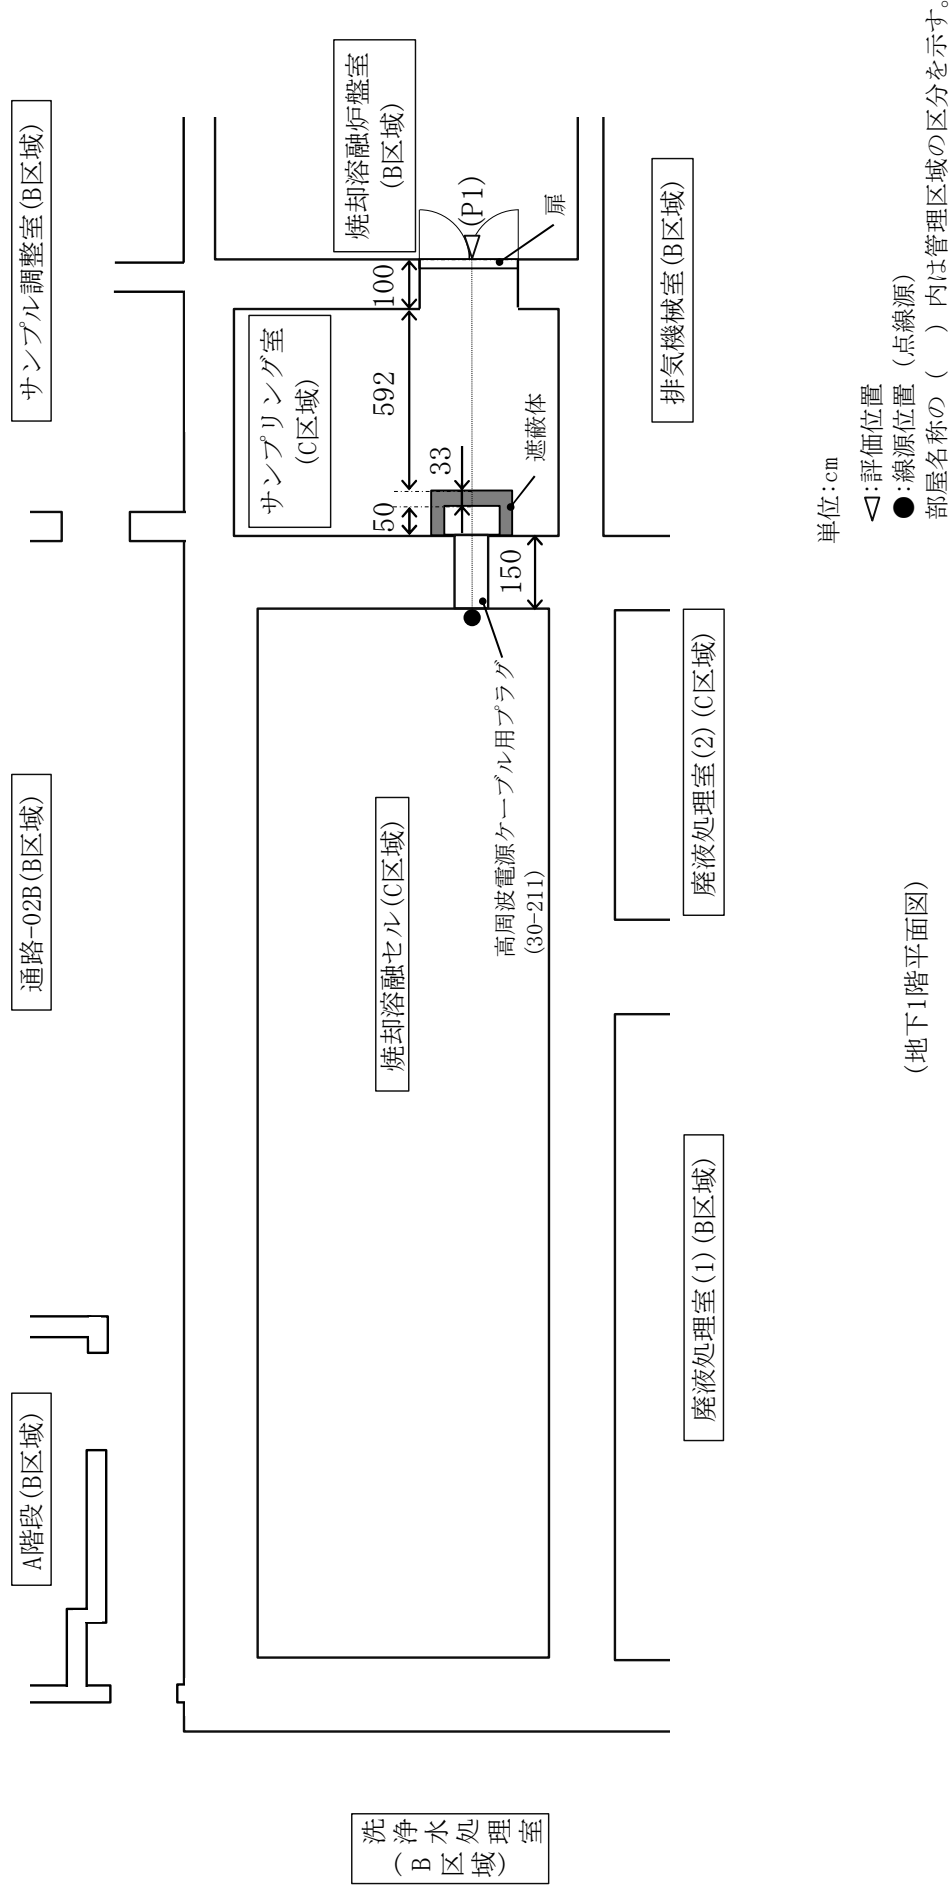 洗浄水処理室
(B区域)
A階段(B区域)
通路-02B(B区域)
サンプル調整室(B区域)
焼却溶融セル(C区域)
サンプリング室
(C区域)
焼却溶融炉盤室
(B区域)
50
33
592
100
150
(P1)
扉
遮蔽体
高周波電源ケーブル用プラグ
(30-211)
廃液処理室(1)(B区域)
廃液処理室(2)(C区域)
排気機械室(B区域)
単位:cm
▽:評価位置
●:線源位置(点線源)
部屋名称の( )内は管理区域の区分を示す。
(地下1階平面図)